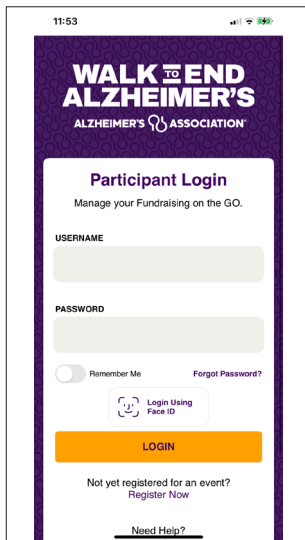 11:53
WALK TO END
ALZHEIMER'S
ALZHEIMER'S ASSOCIATION®
Participant Login
Manage your Fundraising on the GO.
USERNAME
PASSWORD
Remember Me
Forgot Password?
Login Using
Face ID
LOGIN
Not yet registered for an event?
Register Now
Need Help?